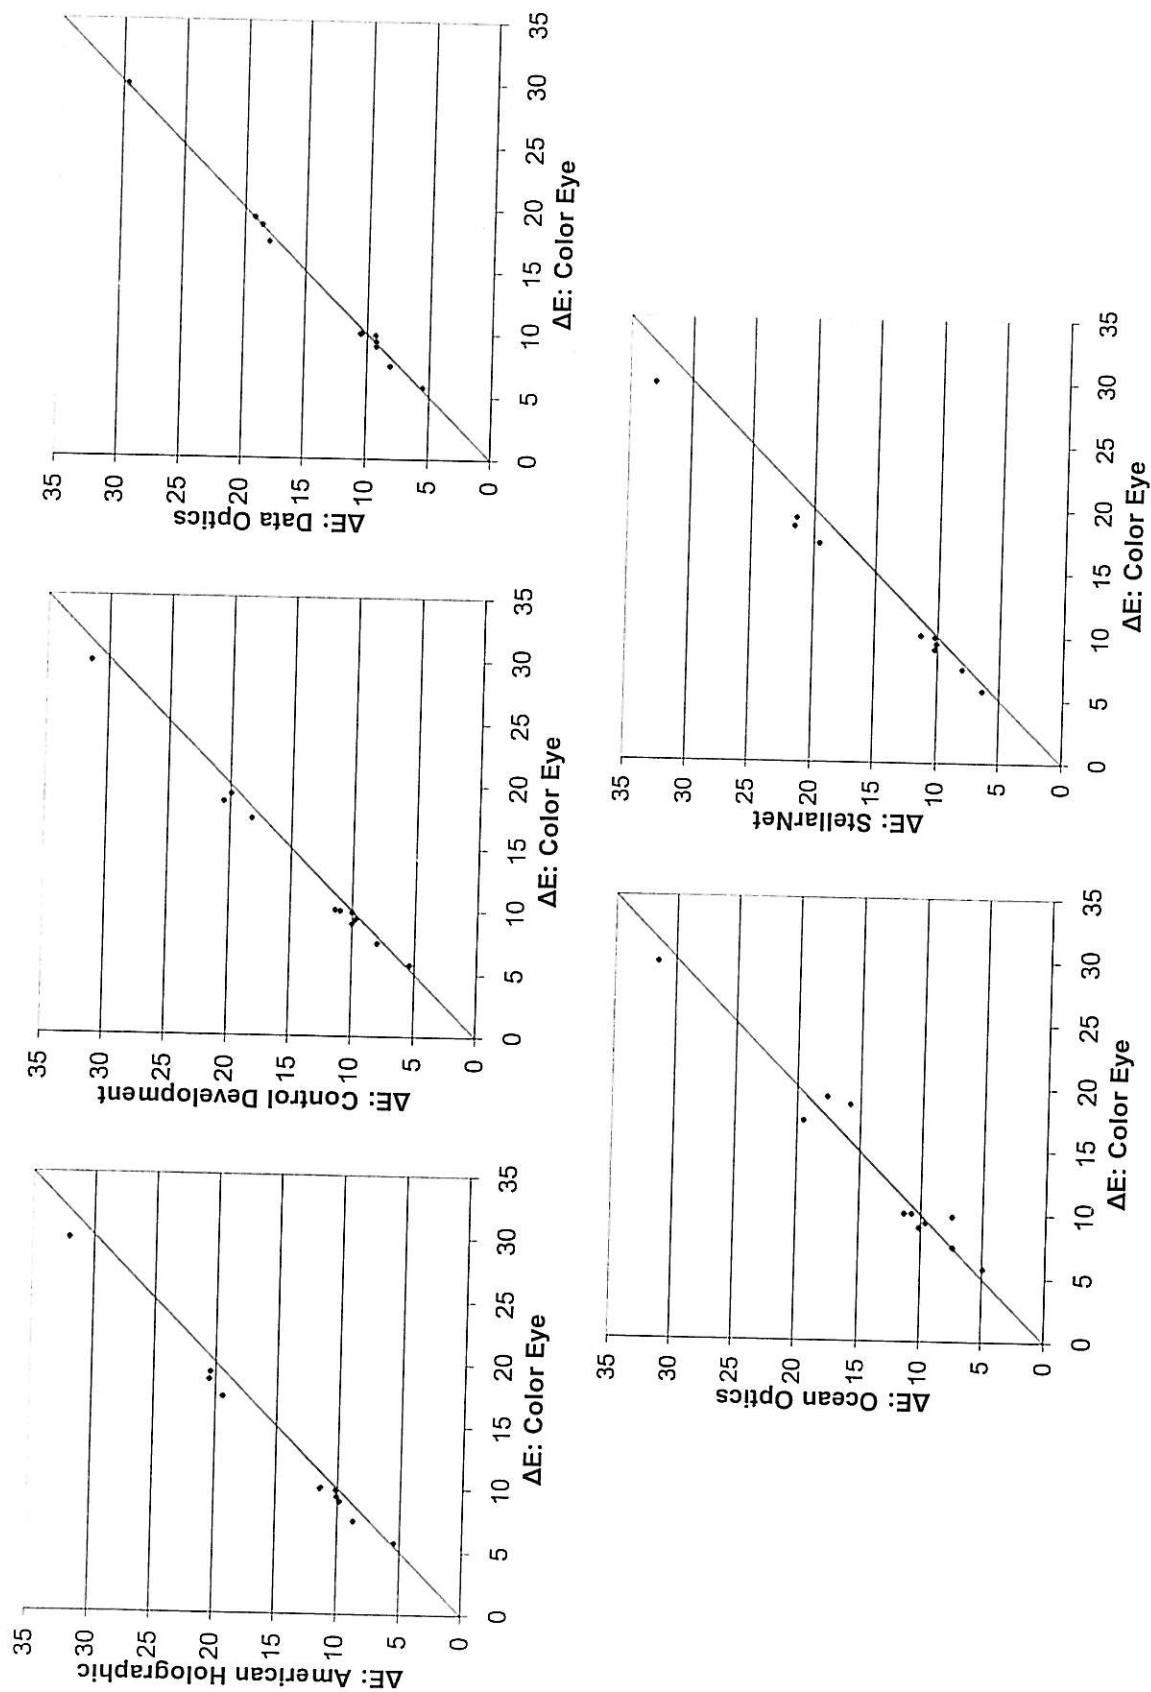 35
30
25
20
15
10
5
0
ΔE: American Holographic
0 5 10 15 20 25 30 35
ΔE: Color Eye
35
30
25
20
15
10
5
0
ΔE: Control Development
0 5 10 15 20 25 30 35
ΔE: Color Eye
35
30
25
20
15
10
5
0
ΔE: Data Optics
0 5 10 15 20 25 30 35
ΔE: Color Eye
35
30
25
20
15
10
5
0
ΔE: Ocean Optics
0 5 10 15 20 25 30 35
ΔE: Color Eye
35
30
25
20
15
10
5
0
ΔE: StellarNet
0 5 10 15 20 25 30 35
ΔE: Color Eye